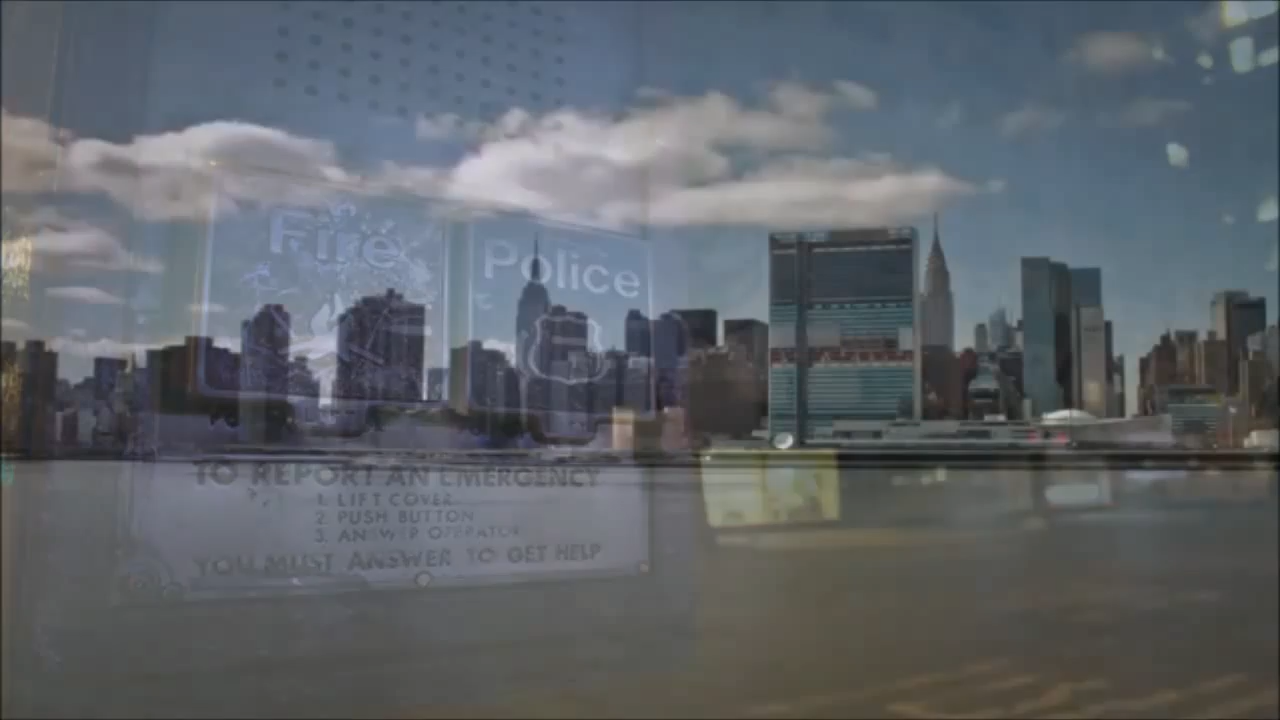 Fire
Police
TO REPORT AN EMERGENCY
1. LIFT COVER
2. PUSH BUTTON
3. ANSWER OPERATOR
YOU MUST ANSWER TO GET HELP